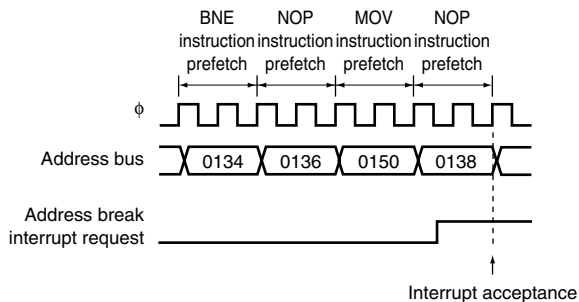 BNE NOP MOV NOP
instruction instruction instruction instruction
prefetch prefetch prefetch prefetch
ϕ
Address bus 0134 0136 0150 0138
Address break
interrupt request
Interrupt acceptance